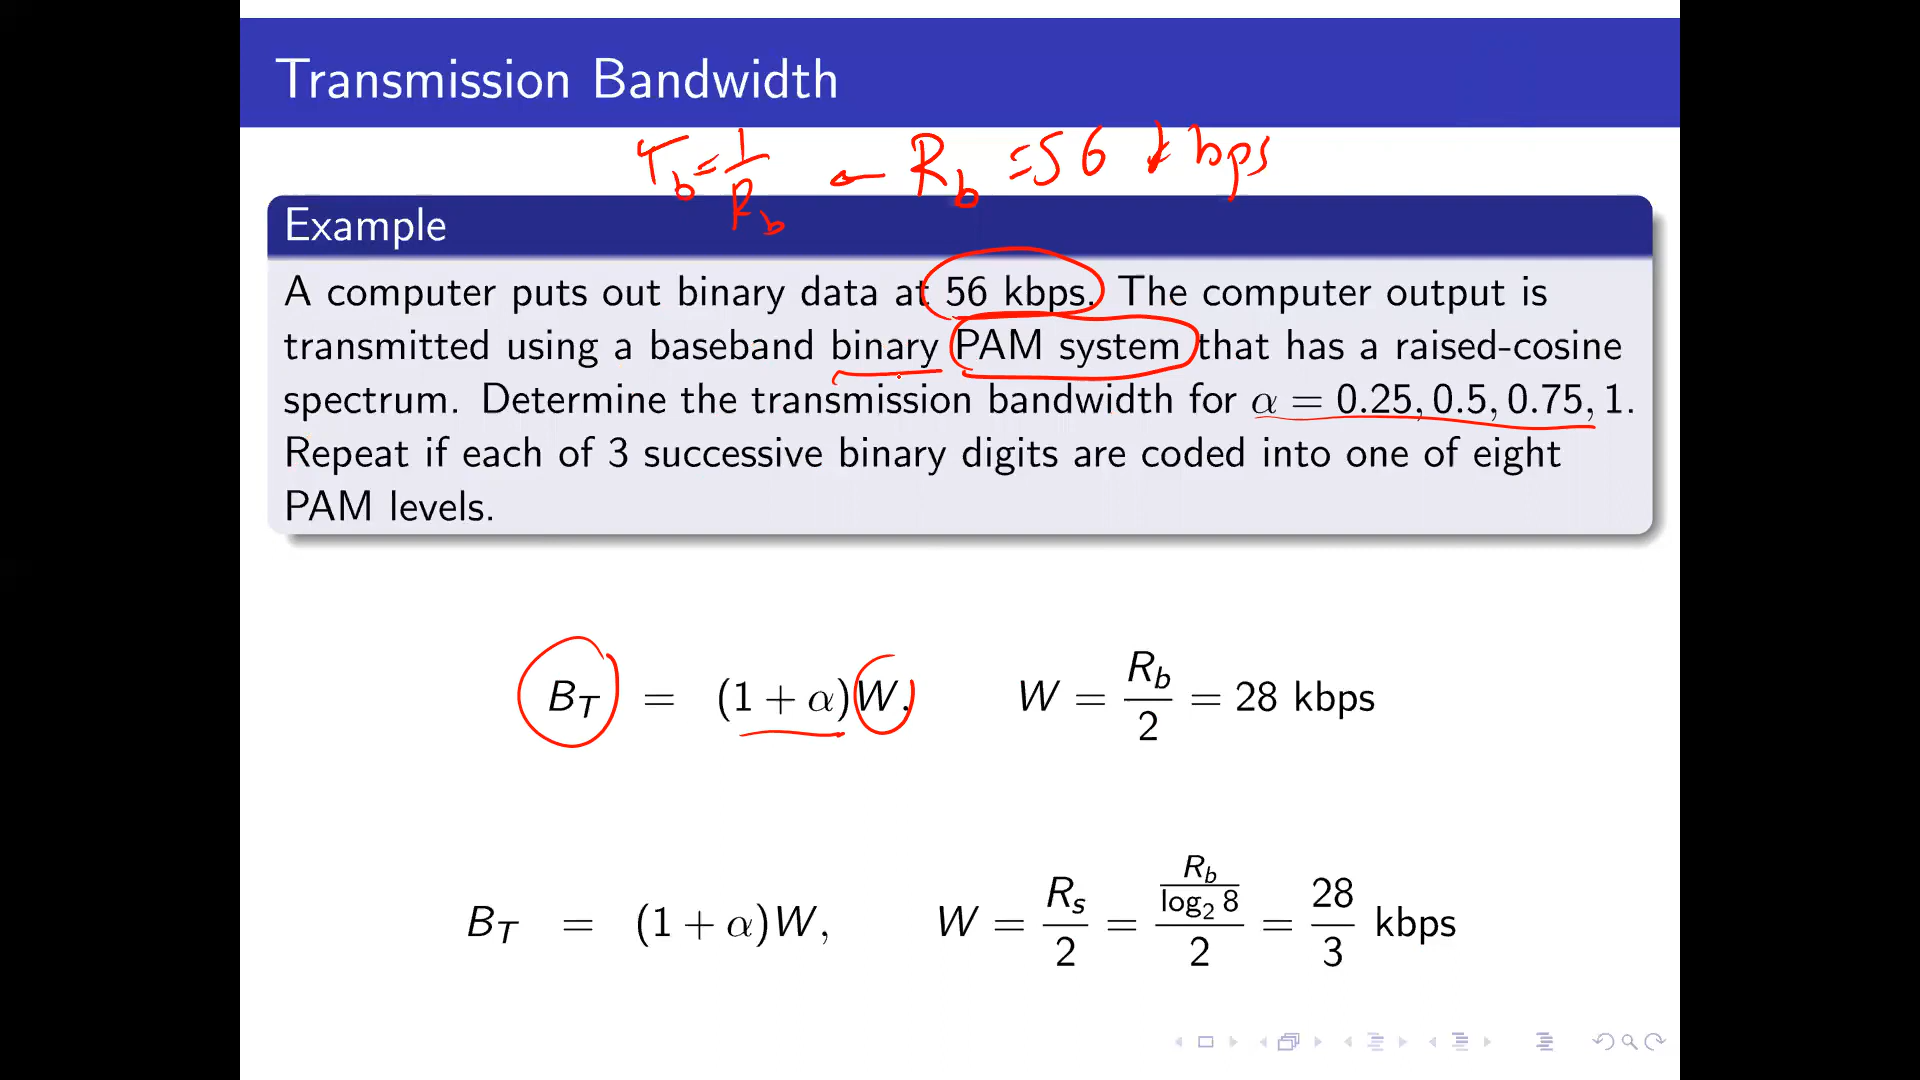 Transmission Bandwidth
T_b = 1/R_b ← R_b = 56 kbps
Example
A computer puts out binary data at 56 kbps. The computer output is
transmitted using a baseband binary PAM system that has a raised-cosine
spectrum. Determine the transmission bandwidth for α = 0.25, 0.5, 0.75, 1.
Repeat if each of 3 successive binary digits are coded into one of eight
PAM levels.
B_T = (1 + α)W. W = R_b/2 = 28 kbps
B_T = (1 + α)W, W = R_s/2 = (R_b/log₂ 8)/2 = 28/3 kbps